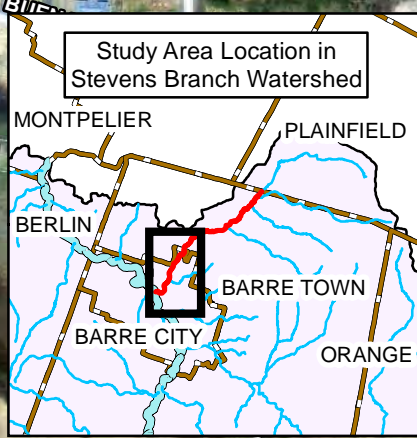 Study Area Location in
Stevens Branch Watershed
MONTPELIER
PLAINFIELD
BERLIN
BARRE TOWN
BARRE CITY
ORANGE